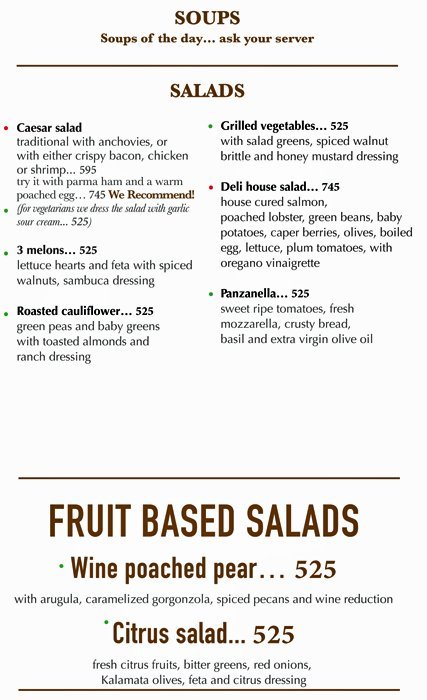 SOUPS
Soups of the day... ask your server
SALADS
Caesar salad
traditional with anchovies, or
with either crispy bacon, chicken
or shrimp... 595
try it with parma ham and a warm
poached egg... 745 We Recommend!
(for vegetarians we dress the salad with garlic
sour cream... 525)
3 melons... 525
lettuce hearts and feta with spiced
walnuts, sambuca dressing
Roasted cauliflower... 525
green peas and baby greens
with toasted almonds and
ranch dressing
Grilled vegetables... 525
with salad greens, spiced walnut
brittle and honey mustard dressing
Deli house salad... 745
house cured salmon,
poached lobster, green beans, baby
potatoes, caper berries, olives, boiled
egg, lettuce, plum tomatoes, with
oregano vinaigrette
Panzanella... 525
sweet ripe tomatoes, fresh
mozzarella, crusty bread,
basil and extra virgin olive oil
FRUIT BASED SALADS
Wine poached pear... 525
with arugula, caramelized gorgonzola, spiced pecans and wine reduction
Citrus salad... 525
fresh citrus fruits, bitter greens, red onions,
Kalamata olives, feta and citrus dressing